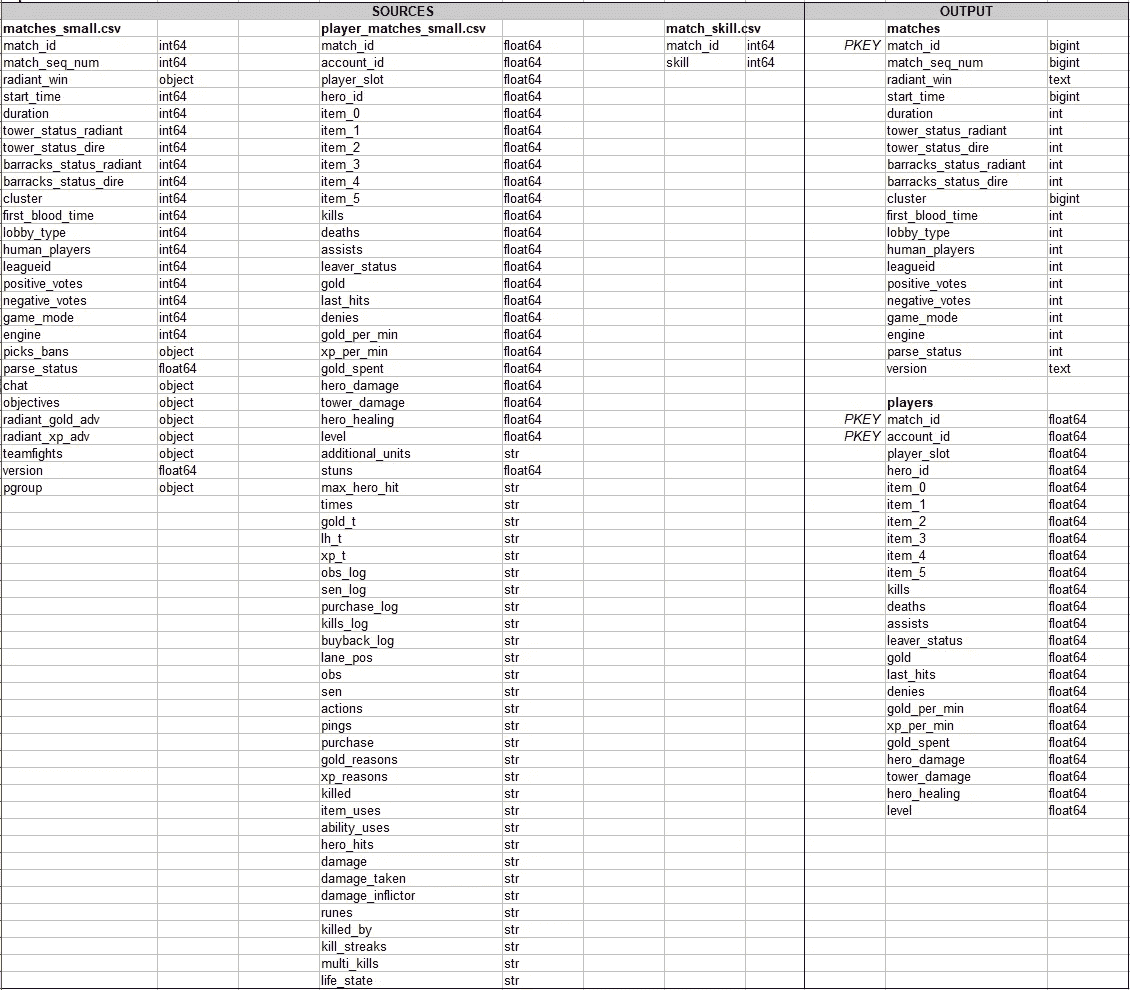 SOURCES OUTPUT
matches_small.csv player_matches_small.csv match_skill.csv matches
match_id int64 match_id float64 match_id int64 PKEY match_id bigint
match_seq_num int64 account_id float64 skill int64 match_seq_num bigint
radiant_win object player_slot float64 radiant_win text
start_time int64 hero_id float64 start_time bigint
duration int64 item_0 float64 duration int
tower_status_radiant int64 item_1 float64 tower_status_radiant int
tower_status_dire int64 item_2 float64 tower_status_dire int
barracks_status_radiant int64 item_3 float64 barracks_status_radiant int
barracks_status_dire int64 item_4 float64 barracks_status_dire int
cluster int64 item_5 float64 cluster bigint
first_blood_time int64 kills float64 first_blood_time int
lobby_type int64 deaths float64 lobby_type int
human_players int64 assists float64 human_players int
leagueid int64 leaver_status float64 leagueid int
positive_votes int64 gold float64 positive_votes int
negative_votes int64 last_hits float64 negative_votes int
game_mode int64 denies float64 game_mode int
engine int64 gold_per_min float64 engine int
picks_bans object xp_per_min float64 parse_status int
parse_status float64 gold_spent float64 version text
chat object hero_damage float64
objectives object tower_damage float64 players
radiant_gold_adv object hero_healing float64 PKEY match_id float64
radiant_xp_adv object level float64 PKEY account_id float64
teamfights object additional_units str player_slot float64
version float64 stuns float64 hero_id float64
pgroup object max_hero_hit str item_0 float64
times str item_1 float64
gold_t str item_2 float64
lh_t str item_3 float64
xp_t str item_4 float64
obs_log str item_5 float64
sen_log str kills float64
purchase_log str deaths float64
kills_log str assists float64
buyback_log str leaver_status float64
lane_pos str gold float64
obs str last_hits float64
sen str denies float64
actions str gold_per_min float64
pings str xp_per_min float64
purchase str gold_spent float64
gold_reasons str hero_damage float64
xp_reasons str tower_damage float64
killed str hero_healing float64
item_uses str level float64
ability_uses str
hero_hits str
damage str
damage_taken str
damage_inflictor str
runes str
killed_by str
kill_streaks str
multi_kills str
life_state str